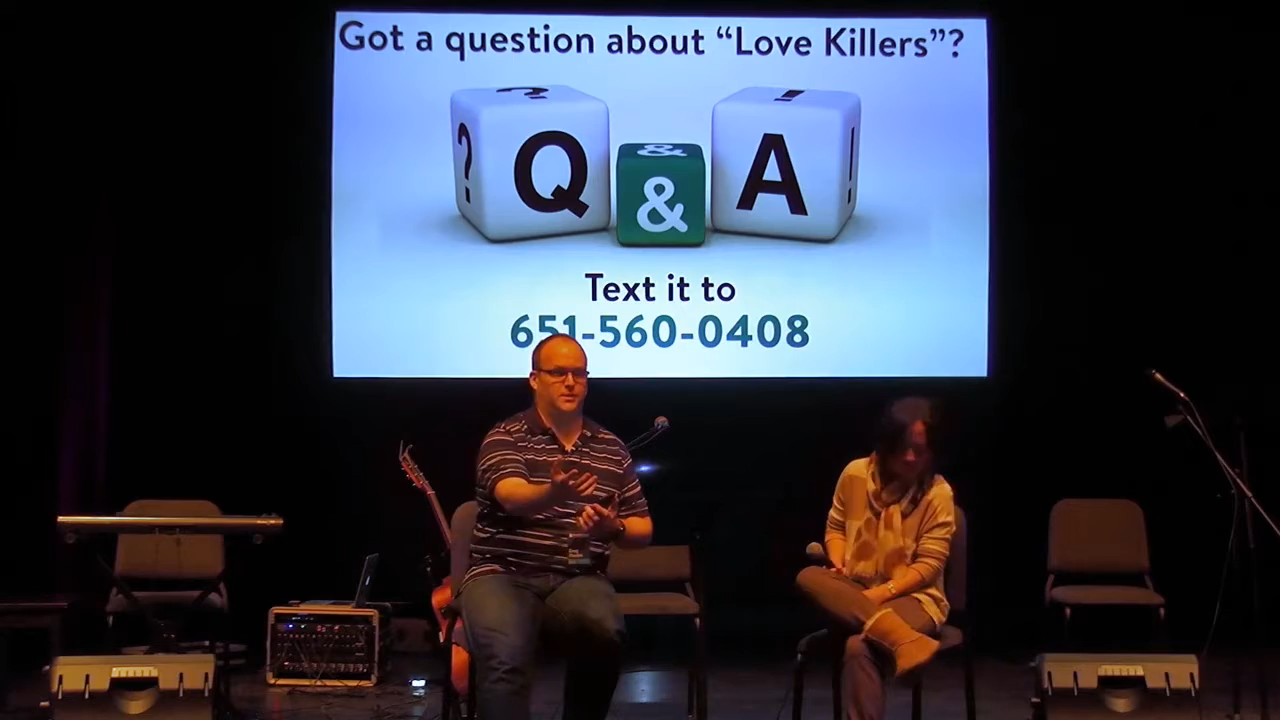 Got a question about “Love Killers”?
? !
? Q & & A !
Text it to
651-560-0408